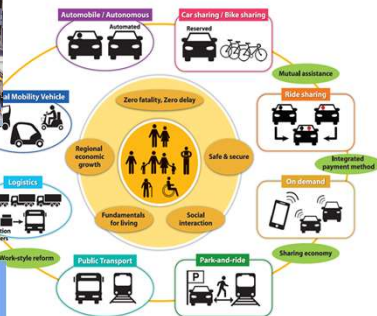 Automobile / Autonomous
Automated
Car sharing / Bike sharing
Reserved
Mutual assistance
Mobility Vehicle
Zero fatality, Zero delay
Ride sharing
Regional
economic
growth
Safe & secure
Integrated
payment method
Logistics
On demand
Fundamentals
for living
Social
interaction
Work-style reform
Public Transport
P
Park-and-ride
Sharing economy